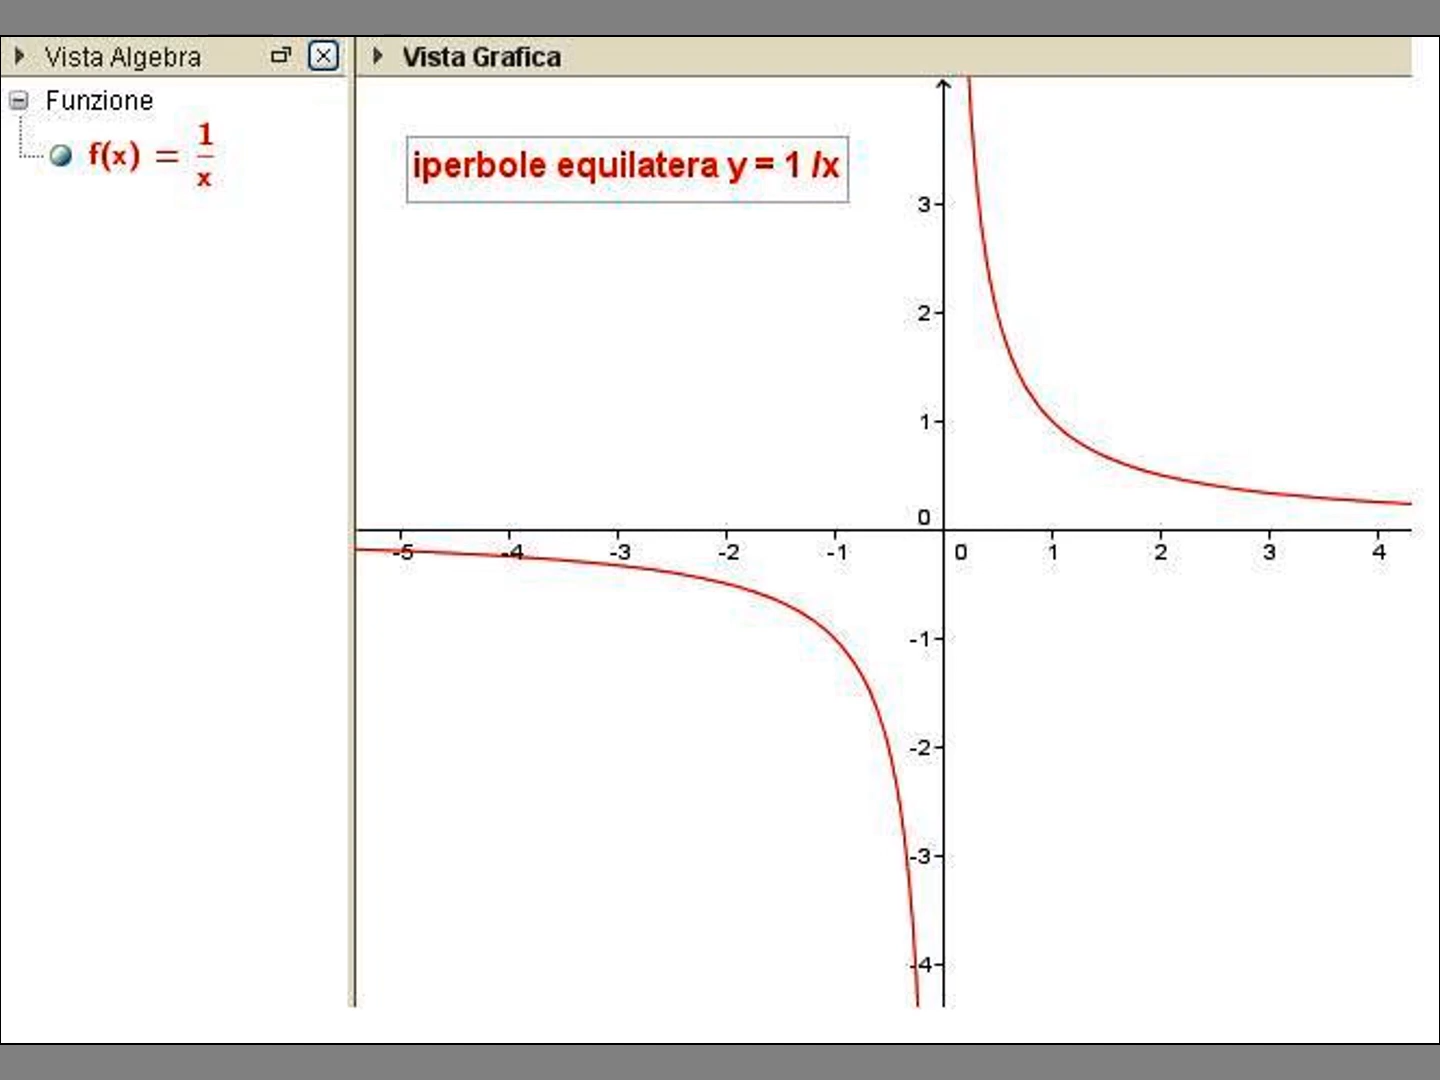 Vista Algebra
Vista Grafica
Funzione
f(x) = 1/x
iperbole equilatera y = 1 /x
3
2
1
0
-5 -4 -3 -2 -1 0 1 2 3 4
-1
-2
-3
-4